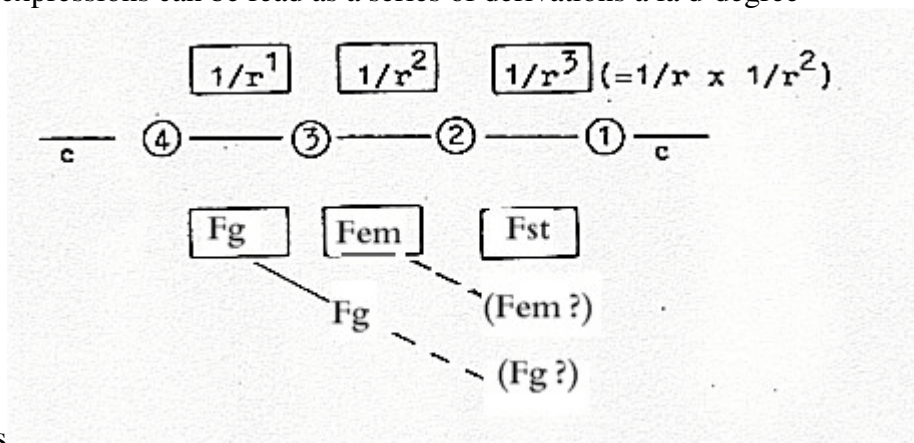 expressions can be read as a series of derivations à la d-degree
1/r¹ 1/r² 1/r³ (=1/r x 1/r²)
c 4 3 2 1 c
Fg Fem Fst
Fg (Fem ?)
(Fg ?)
s